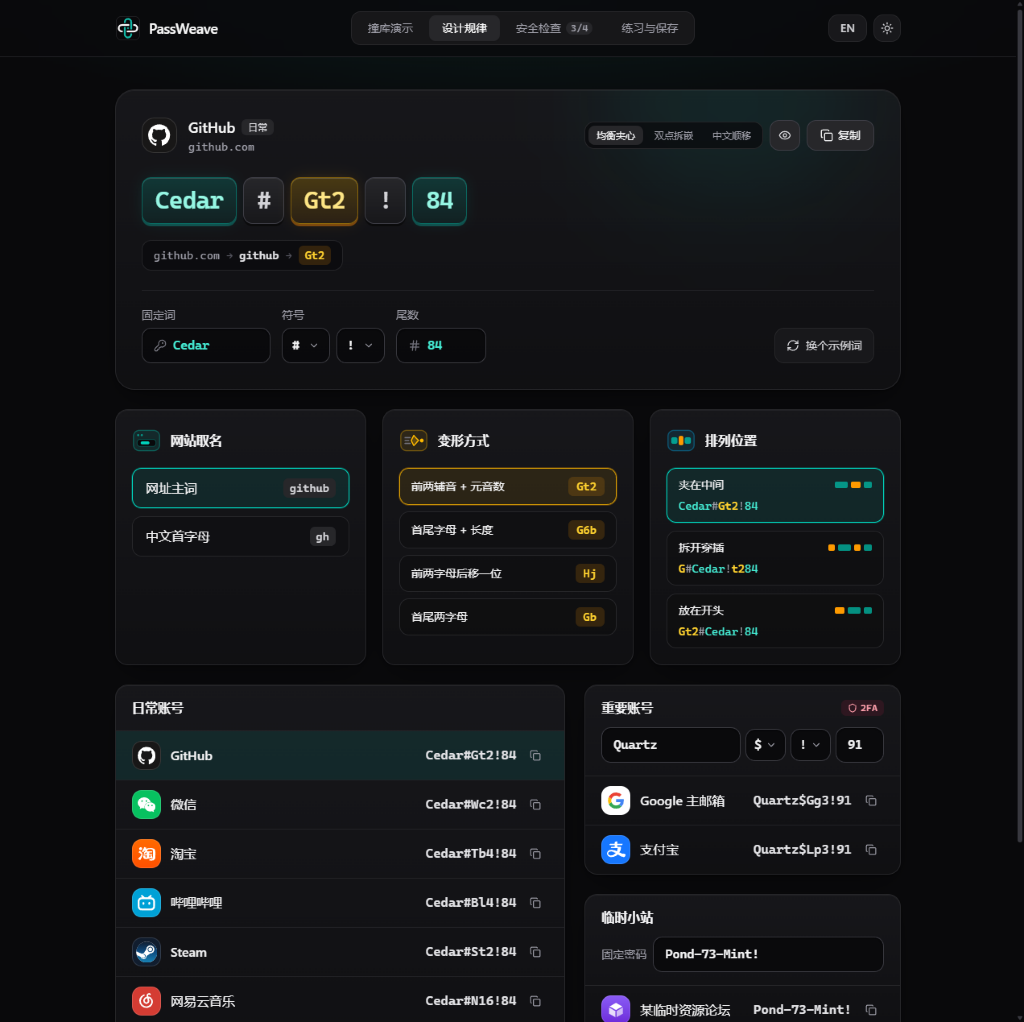 PassWeave
撞库演示 设计规律 安全检查 3/4 练习与保存
EN
GitHub 日常
github.com
均衡夹心 双点拆嵌 中文顺移 复制
Cedar # Gt2 ! 84
github.com → github → Gt2
固定词 符号 尾数
Cedar # ! # 84 换个示例词
网站取名
网址主词 github
中文首字母 gh
变形方式
前两辅音 + 元音数 Gt2
首尾字母 + 长度 G6b
前两字母后移一位 Hj
首尾两字母 Gb
排列位置
夹在中间
Cedar#Gt2!84
拆开穿插
G#Cedar!t284
放在开头
Gt2#Cedar!84
日常账号
GitHub Cedar#Gt2!84
微信 Cedar#Wc2!84
淘宝 Cedar#Tb4!84
哔哩哔哩 Cedar#Bl4!84
Steam Cedar#St2!84
网易云音乐 Cedar#N16!84
重要账号 2FA
Quartz $ ! 91
Google 主邮箱 Quartz$Gg3!91
支付宝 Quartz$Lp3!91
临时小站
固定密码 Pond-73-Mint!
某临时资源论坛 Pond-73-Mint!